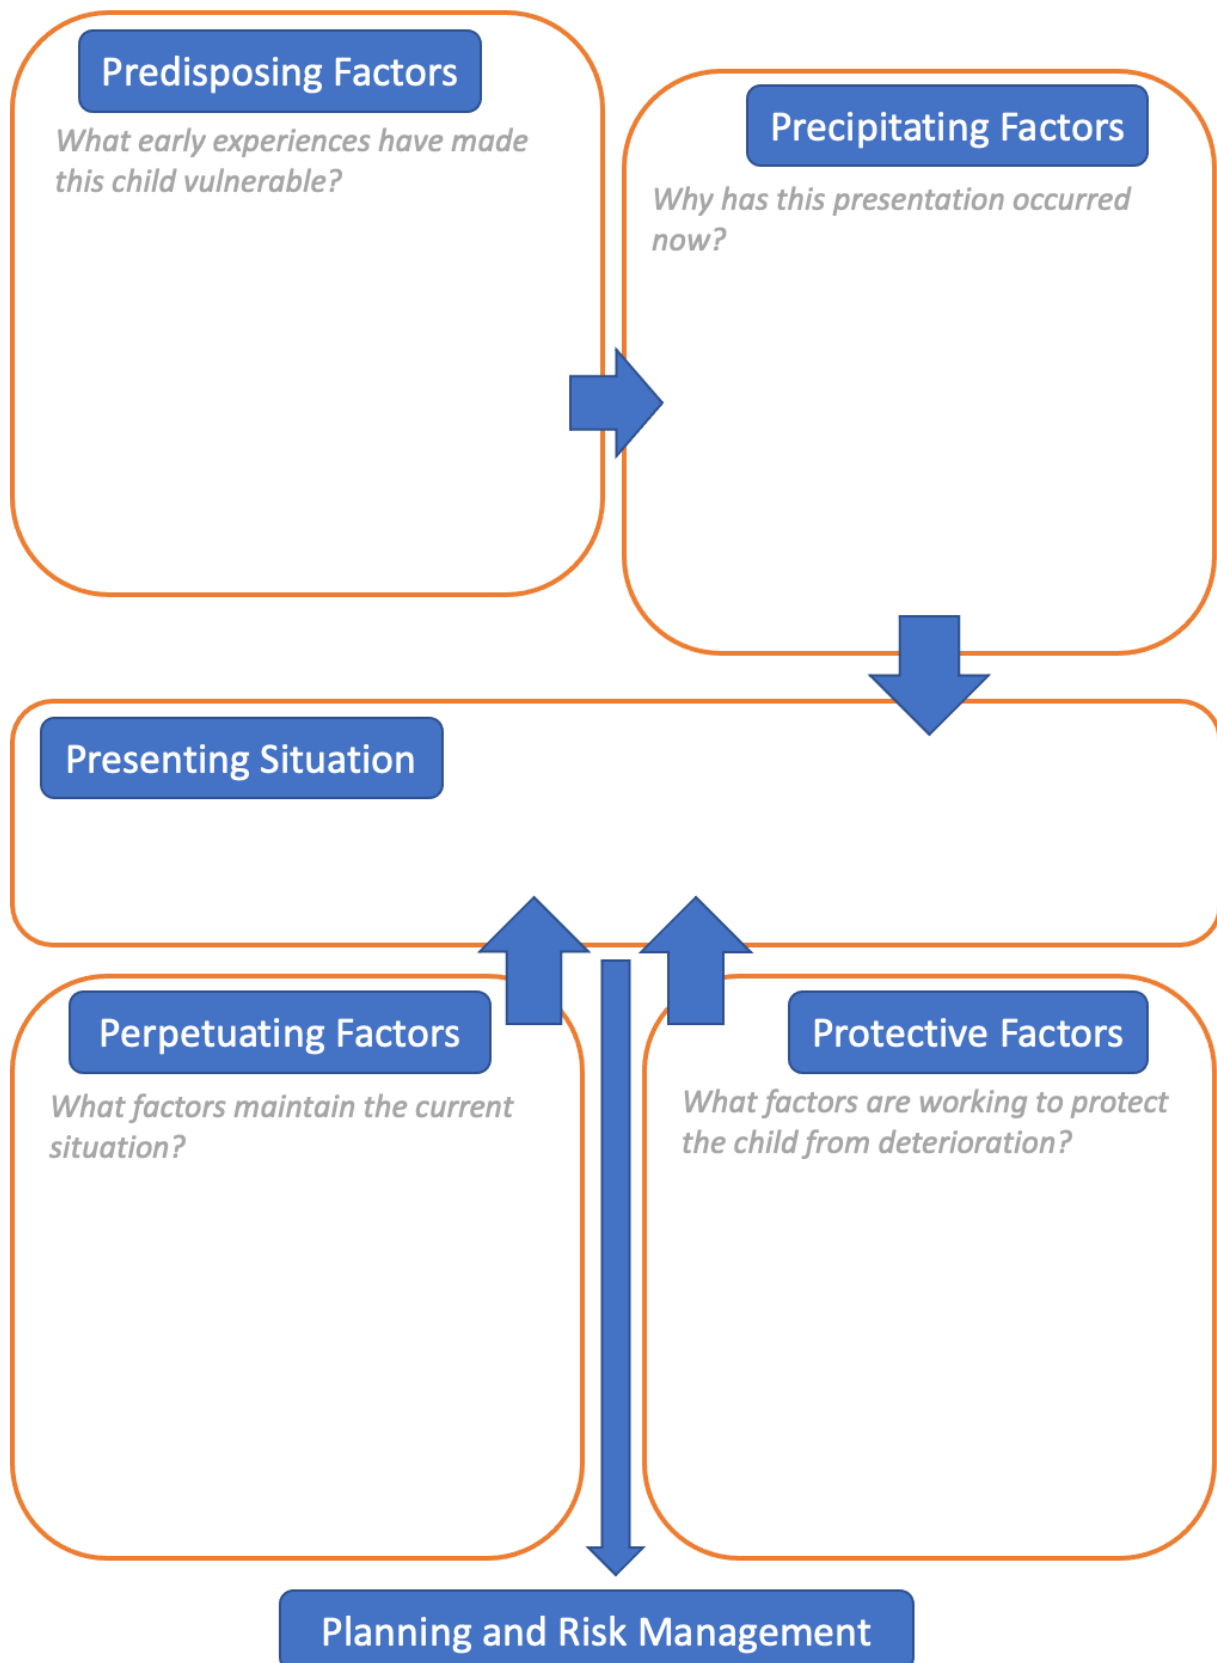 Predisposing Factors
What early experiences have made
this child vulnerable?
Precipitating Factors
Why has this presentation occurred
now?
Presenting Situation
Perpetuating Factors
What factors maintain the current
situation?
Protective Factors
What factors are working to protect
the child from deterioration?
Planning and Risk Management